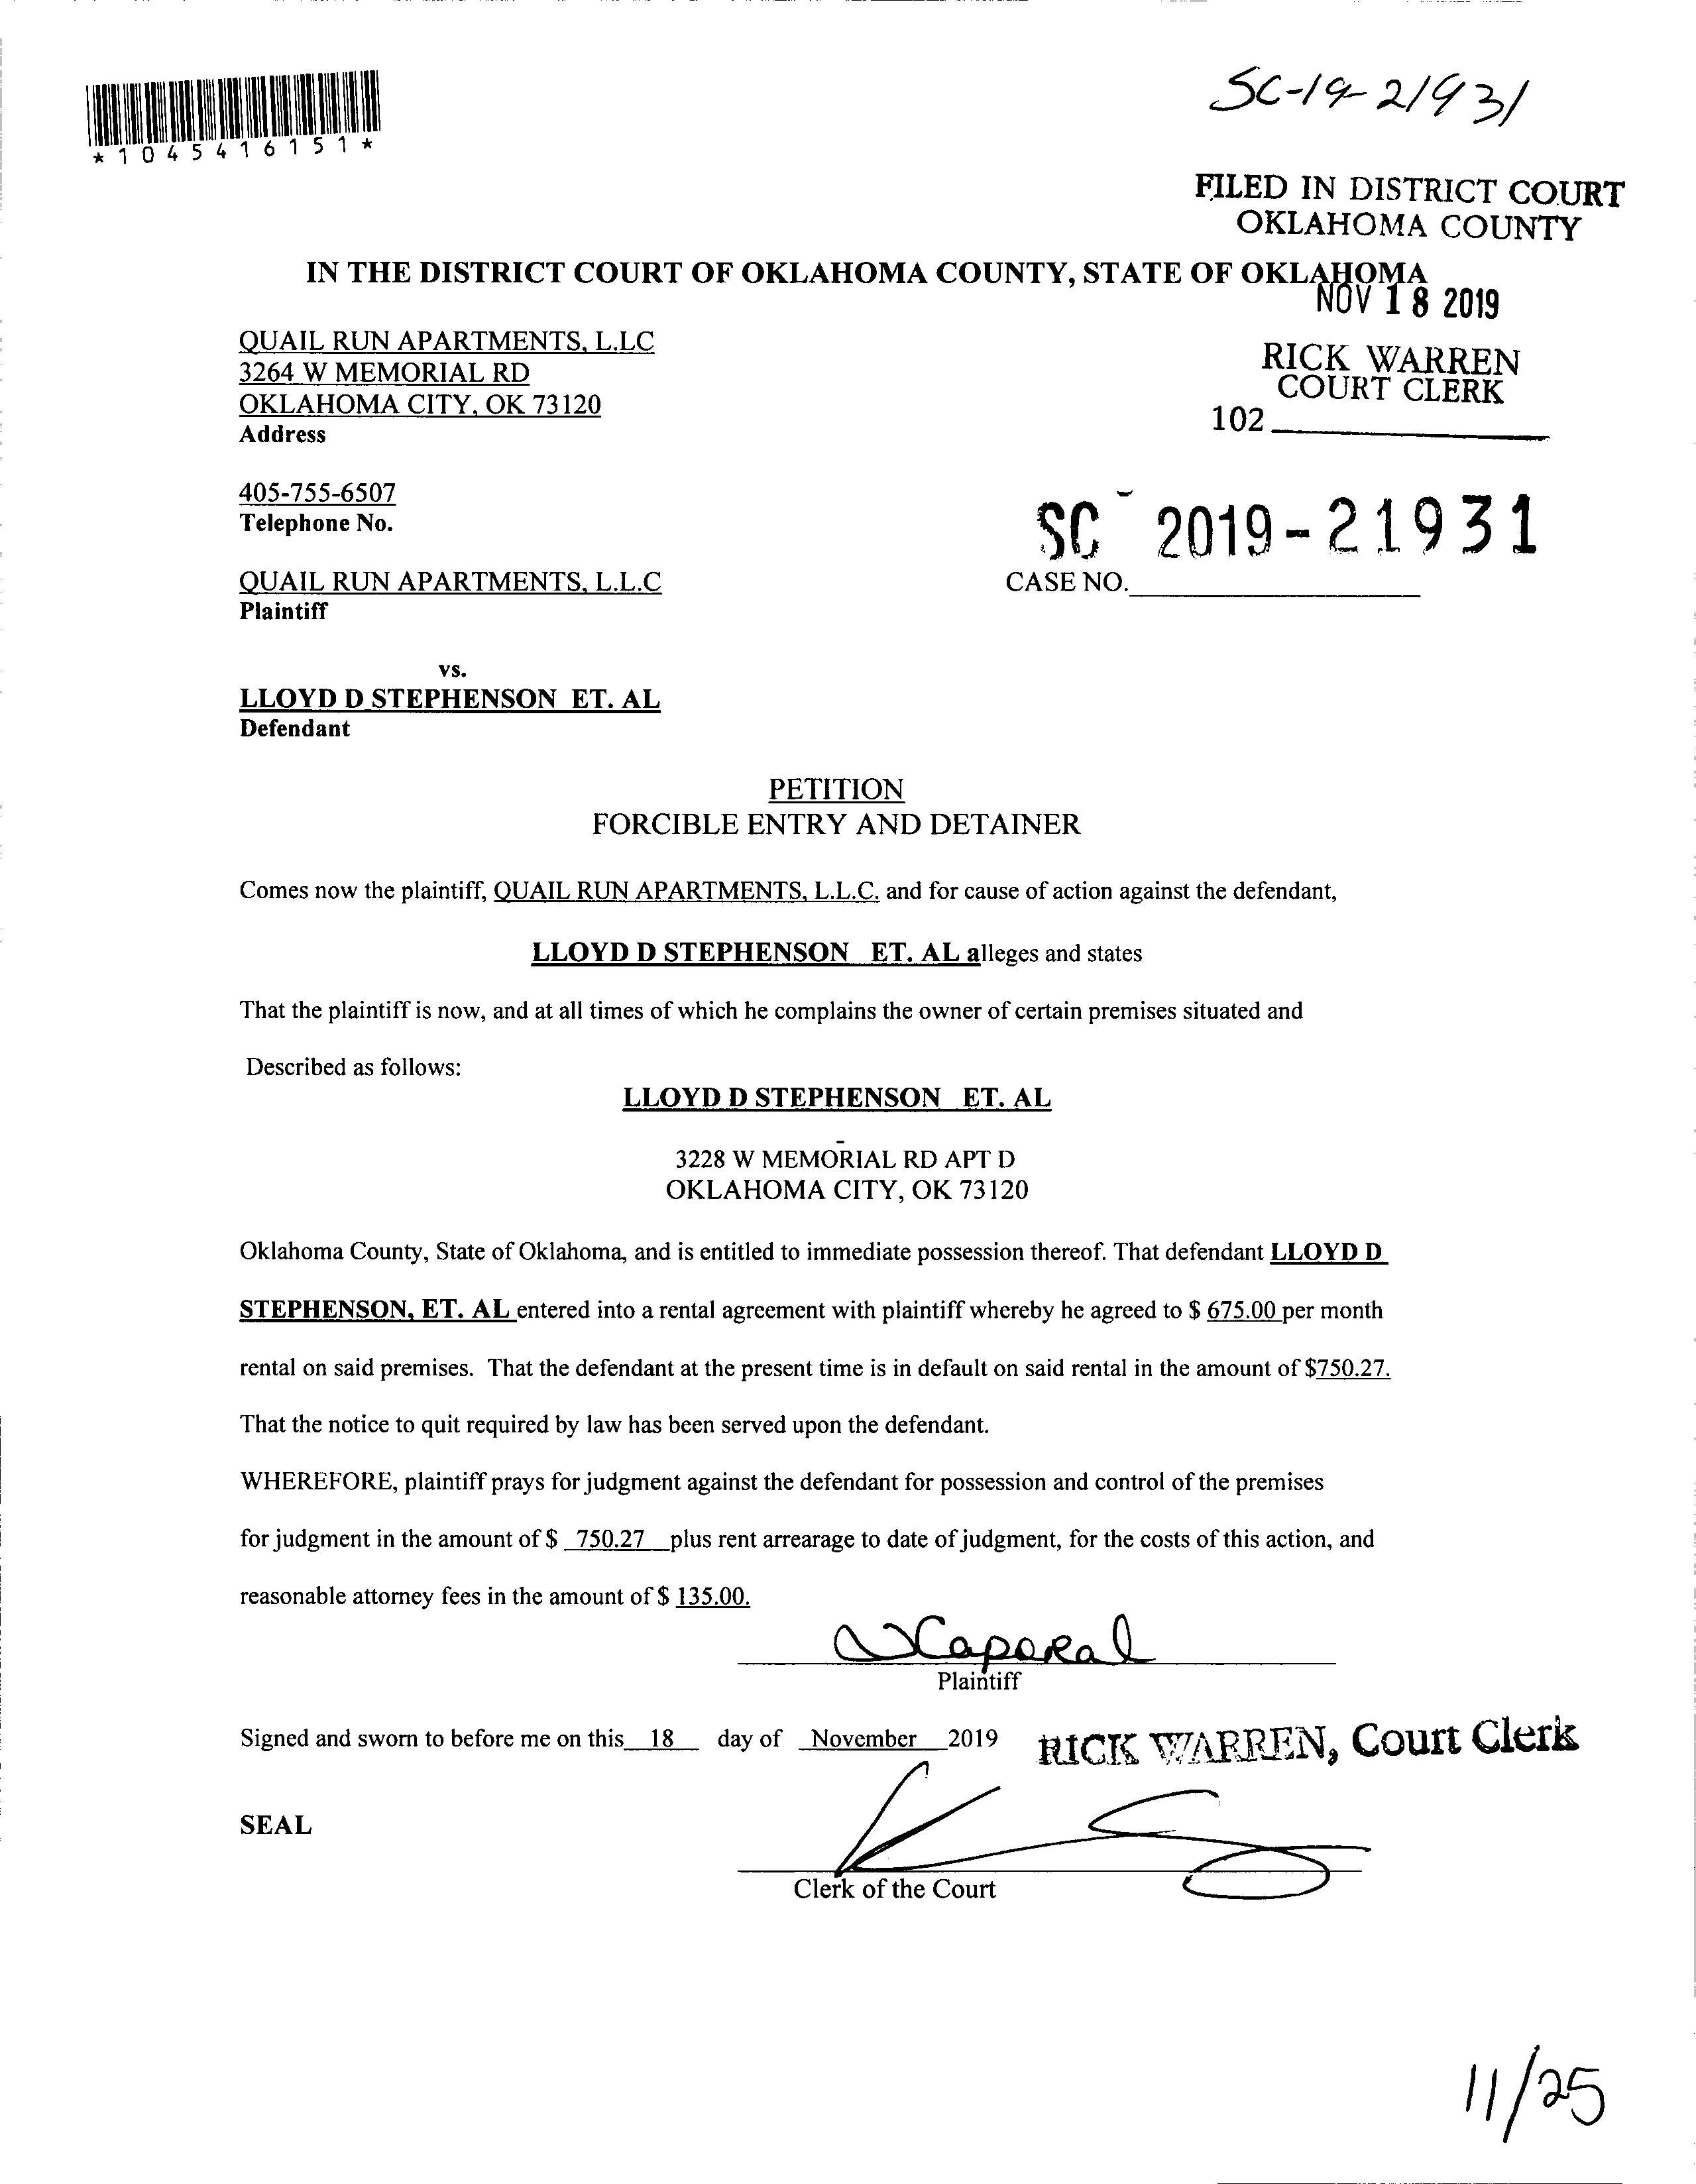 SC-19-21931
*1045416151*
FILED IN DISTRICT COURT
OKLAHOMA COUNTY
IN THE DISTRICT COURT OF OKLAHOMA COUNTY, STATE OF OKLAHOMA
NOV 18 2019
QUAIL RUN APARTMENTS, L.LC
3264 W MEMORIAL RD
OKLAHOMA CITY, OK 73120
Address
RICK WARREN
COURT CLERK
102
405-755-6507
Telephone No.
SC - 2019-21931
CASE NO.
QUAIL RUN APARTMENTS, L.L.C
Plaintiff
vs.
LLOYD D STEPHENSON ET. AL
Defendant
PETITION
FORCIBLE ENTRY AND DETAINER
Comes now the plaintiff, QUAIL RUN APARTMENTS, L.L.C. and for cause of action against the defendant,
LLOYD D STEPHENSON ET. AL alleges and states
That the plaintiff is now, and at all times of which he complains the owner of certain premises situated and
Described as follows:
LLOYD D STEPHENSON ET. AL
3228 W MEMORIAL RD APT D
OKLAHOMA CITY, OK 73120
Oklahoma County, State of Oklahoma, and is entitled to immediate possession thereof. That defendant LLOYD D
STEPHENSON, ET. AL entered into a rental agreement with plaintiff whereby he agreed to $ 675.00 per month
rental on said premises. That the defendant at the present time is in default on said rental in the amount of $750.27.
That the notice to quit required by law has been served upon the defendant.
WHEREFORE, plaintiff prays for judgment against the defendant for possession and control of the premises
for judgment in the amount of $ 750.27 plus rent arrearage to date of judgment, for the costs of this action, and
reasonable attorney fees in the amount of $ 135.00.
Caporal
Plaintiff
Signed and sworn to before me on this 18 day of November 2019
RICK WARREN, Court Clerk
SEAL
Clerk of the Court
11/25